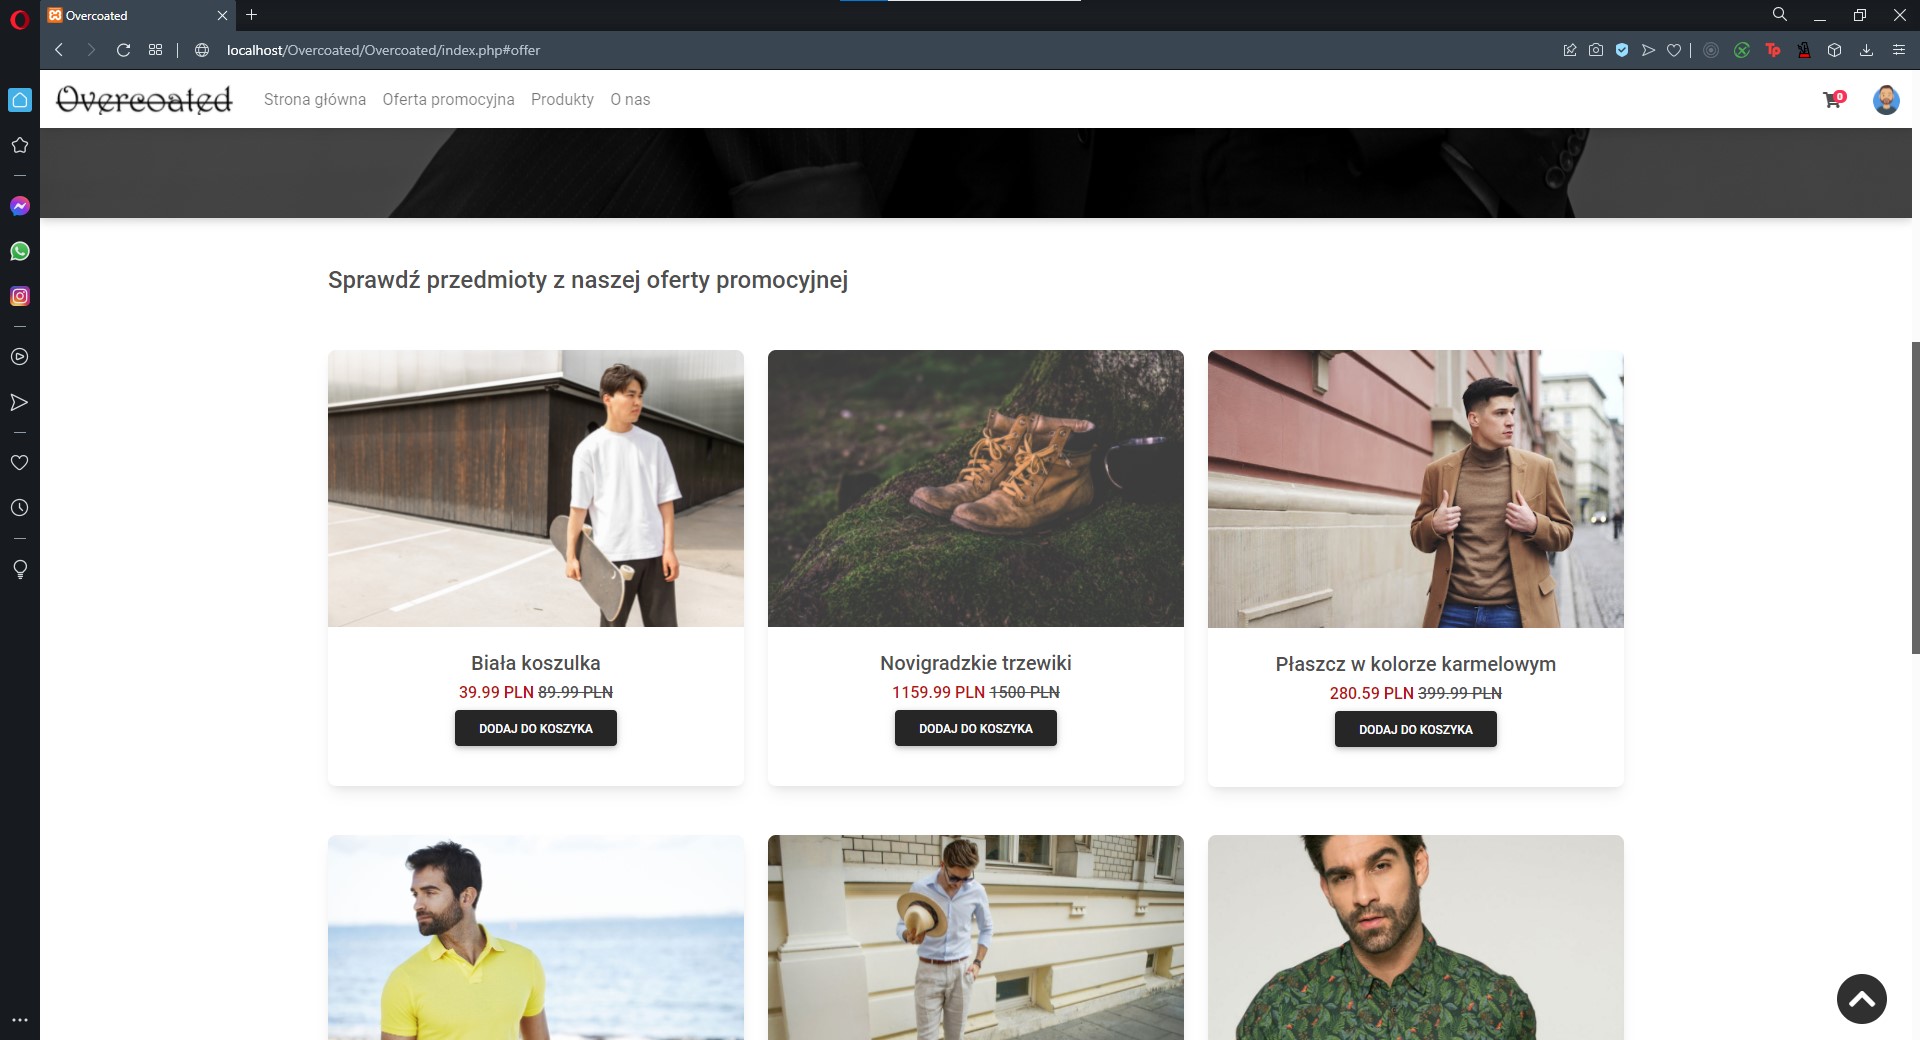 Overcoated
localhost/Overcoated/Overcoated/index.php#offer
Tp
Overcoated
Strona główna
Oferta promocyjna
Produkty
O nas
0
Sprawdź przedmioty z naszej oferty promocyjnej
Biała koszulka
39.99 PLN 89.99 PLN
DODAJ DO KOSZYKA
Novigradzkie trzewiki
1159.99 PLN 1500 PLN
DODAJ DO KOSZYKA
Płaszcz w kolorze karmelowym
280.59 PLN 399.99 PLN
DODAJ DO KOSZYKA